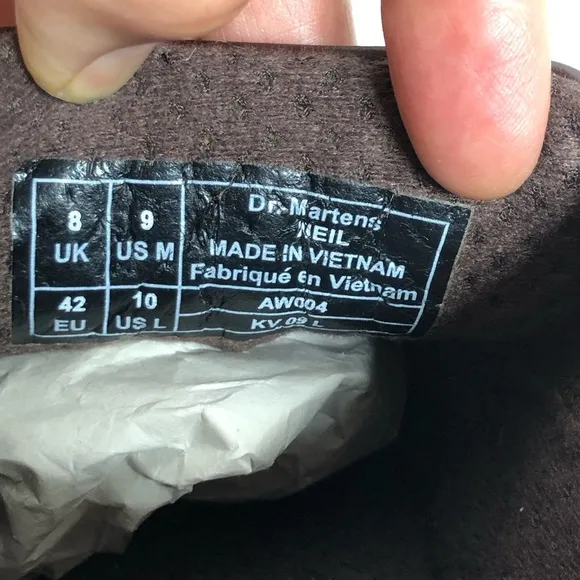 8
UK
9
US M
42
EU
10
US L
Dr. Martens
NEIL
MADE IN VIETNAM
Fabriqué en Vietnam
AW004
KV 09 L